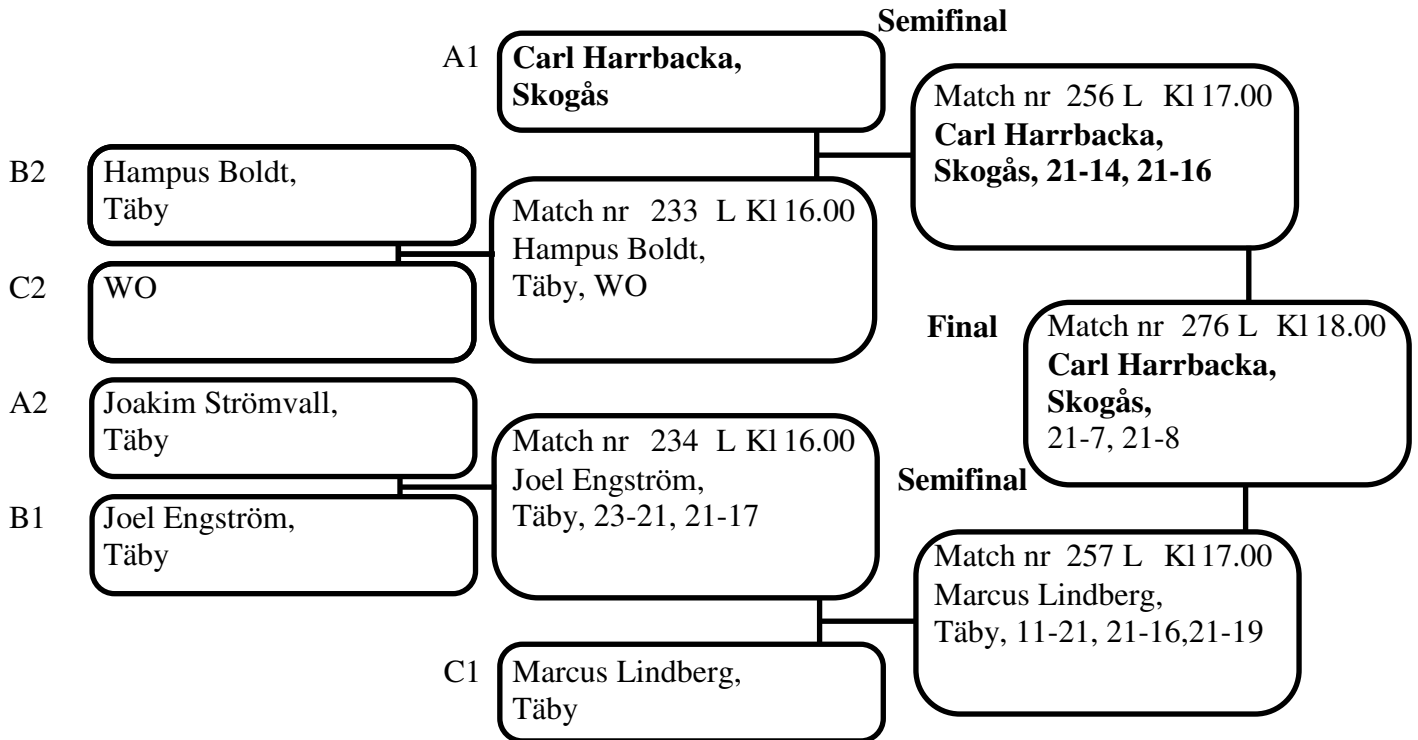 Semifinal
A1
Carl Harrbacka,
Skogås
Match nr 256 L Kl 17.00
Carl Harrbacka,
Skogås, 21-14, 21-16
B2
Hampus Boldt,
Täby
Match nr 233 L Kl 16.00
Hampus Boldt,
Täby, WO
C2
WO
Final
Match nr 276 L Kl 18.00
Carl Harrbacka,
Skogås,
21-7, 21-8
A2
Joakim Strömvall,
Täby
Match nr 234 L Kl 16.00
Joel Engström,
Täby, 23-21, 21-17
Semifinal
B1
Joel Engström,
Täby
Match nr 257 L Kl 17.00
Marcus Lindberg,
Täby, 11-21, 21-16,21-19
C1
Marcus Lindberg,
Täby